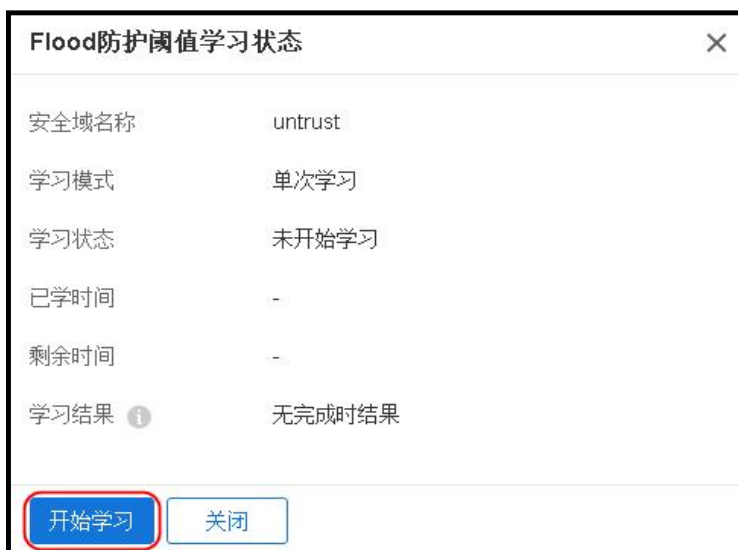 Flood防护阈值学习状态
安全域名称 untrust
学习模式 单次学习
学习状态 未开始学习
已学时间 -
剩余时间 -
学习结果 无完成时结果
开始学习 关闭